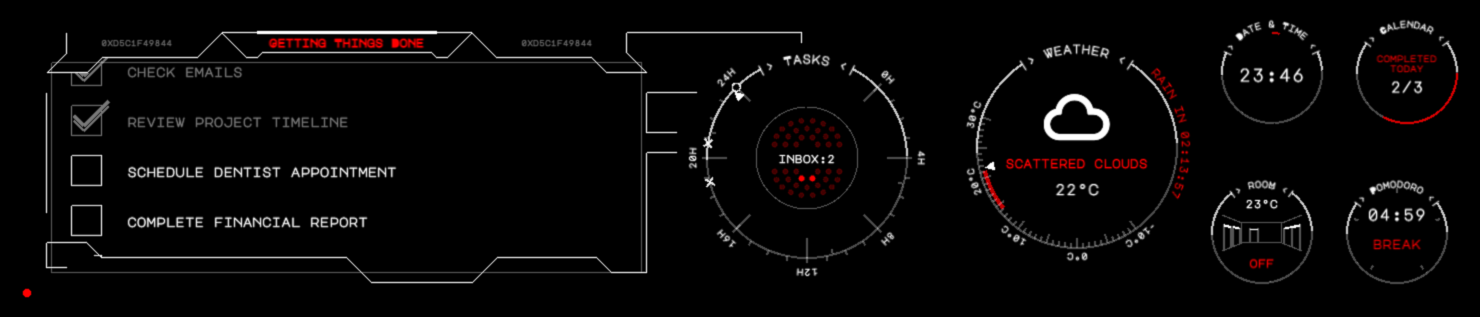 0XD5C1F49844
GETTING THINGS DONE
0XD5C1F49844
CHECK EMAILS
REVIEW PROJECT TIMELINE
SCHEDULE DENTIST APPOINTMENT
COMPLETE FINANCIAL REPORT
TASKS
24H
0H
4H
8H
12H
16H
20H
INBOX:2
WEATHER
RAIN IN 02:13:57
30°C
20°C
10°C
0°C
-10°C
SCATTERED CLOUDS
22°C
DATE & TIME
23:46
CALENDAR
COMPLETED
TODAY
2/3
ROOM
23°C
OFF
POMODORO
04:59
BREAK